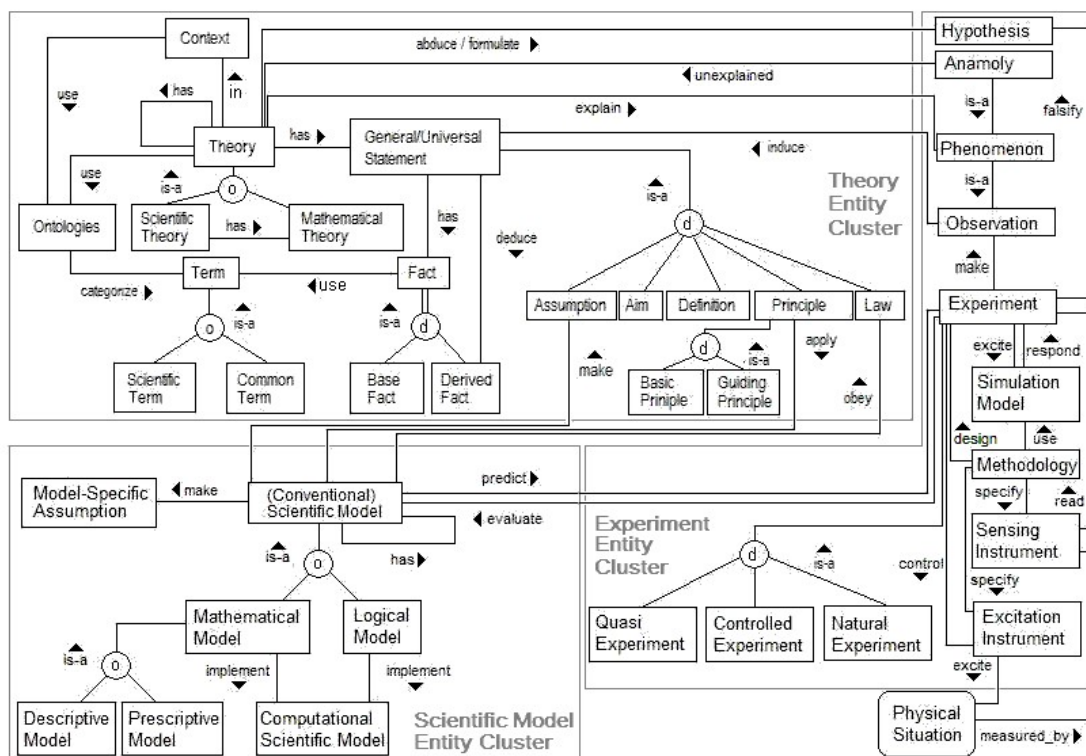 Context
Hypothesis
abduce / formulate
Anamoly
has
in
unexplained
use
is-a
falsify
explain
Theory
has
General/Universal
Statement
Phenomenon
induce
use
is-a
o
is-a
is-a
Theory
Entity
Cluster
Ontologies
Scientific
Theory
has
Mathematical
Theory
has
deduce
d
Observation
make
Term
use
Fact
categorize
Assumption
Aim
Definition
Principle
Law
Experiment
o
is-a
is-a
d
make
d
is-a
apply
excite
respond
Scientific
Term
Common
Term
Base
Fact
Derived
Fact
Basic
Priniple
Guiding
Principle
obey
Simulation
Model
design
use
Model-Specific
Assumption
make
(Conventional)
Scientific Model
predict
Methodology
specify
read
evaluate
has
is-a
o
Experiment
Entity
Cluster
d
is-a
control
Sensing
Instrument
specify
Mathematical
Model
Logical
Model
Quasi
Experiment
Controlled
Experiment
Natural
Experiment
Excitation
Instrument
is-a
o
implement
implement
excite
Descriptive
Model
Prescriptive
Model
Computational
Scientific Model
Scientific Model
Entity Cluster
Physical
Situation
measured_by